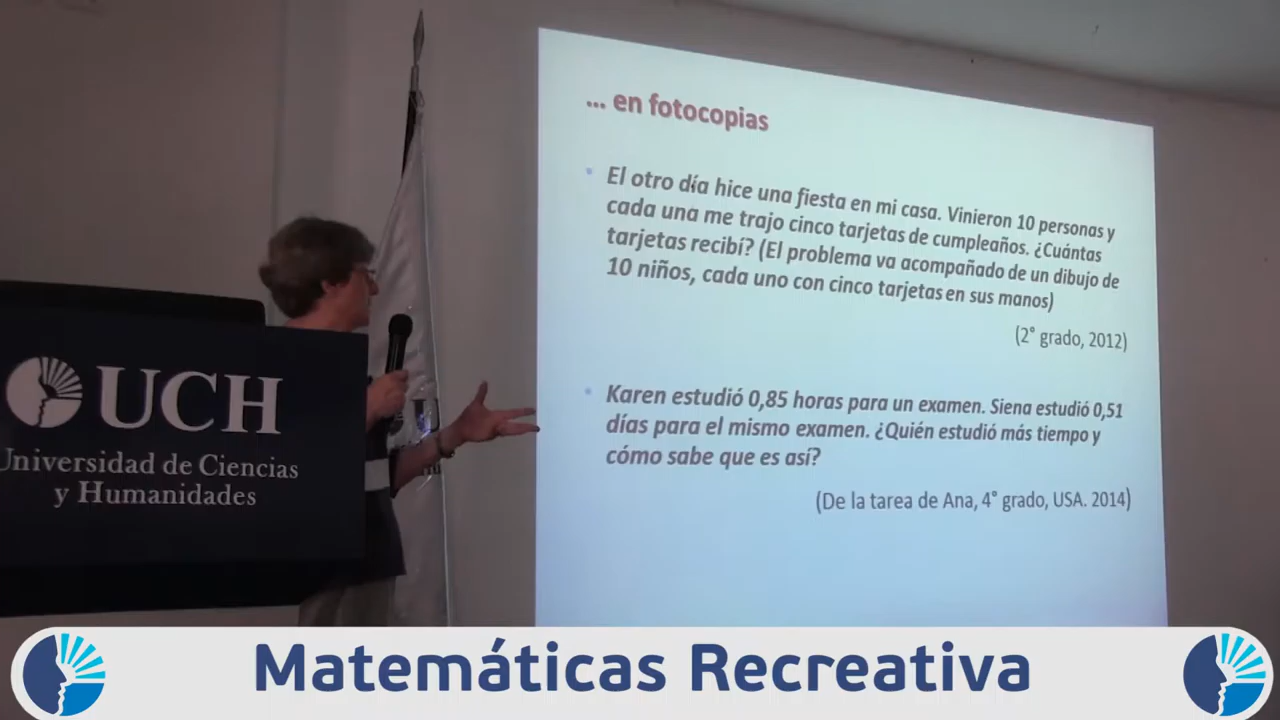 ... en fotocopias
El otro día hice una fiesta en mi casa. Vinieron 10 personas y
cada una me trajo cinco tarjetas de cumpleaños. ¿Cuántas
tarjetas recibí? (El problema va acompañado de un dibujo de
10 niños, cada uno con cinco tarjetas en sus manos)
(2° grado, 2012)
Karen estudió 0,85 horas para un examen. Siena estudió 0,51
días para el mismo examen. ¿Quién estudió más tiempo y
cómo sabe que es así?
(De la tarea de Ana, 4° grado, USA. 2014)
UCH
Universidad de Ciencias
y Humanidades
Matemáticas Recreativa